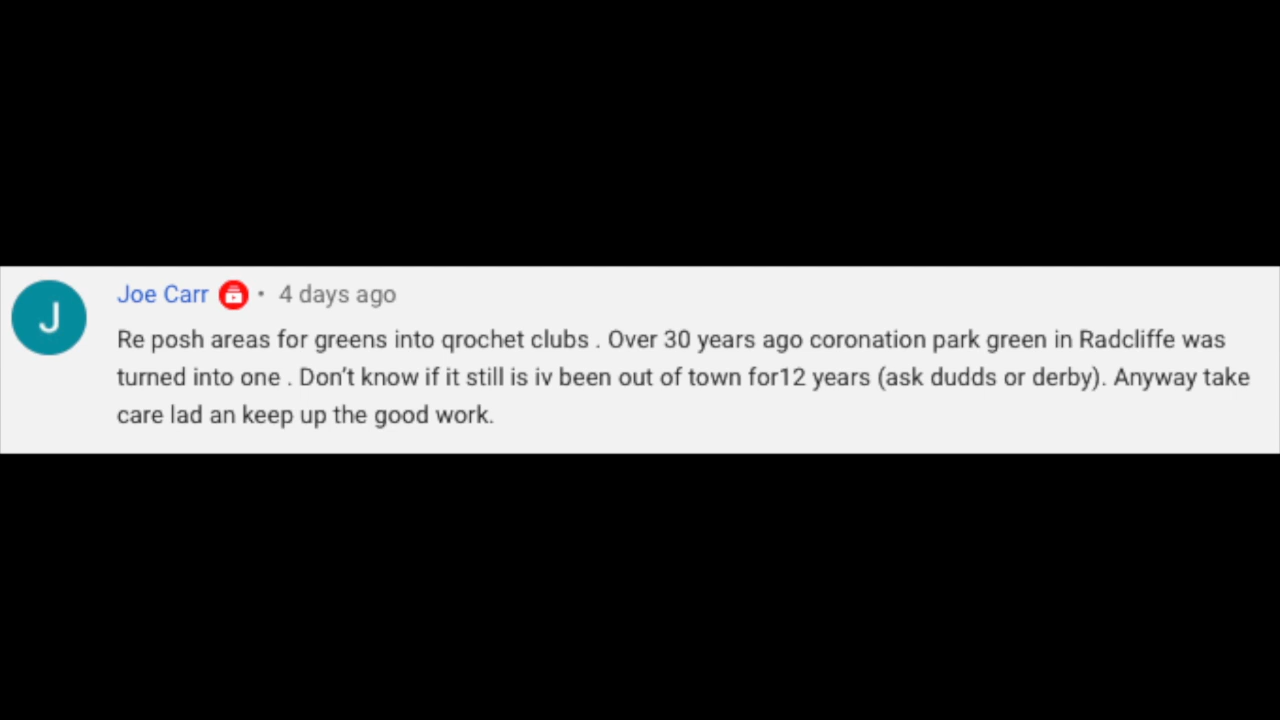 J
Joe Carr • 4 days ago
Re posh areas for greens into qrochet clubs . Over 30 years ago coronation park green in Radcliffe was
turned into one . Don’t know if it still is iv been out of town for12 years (ask dudds or derby). Anyway take
care lad an keep up the good work.